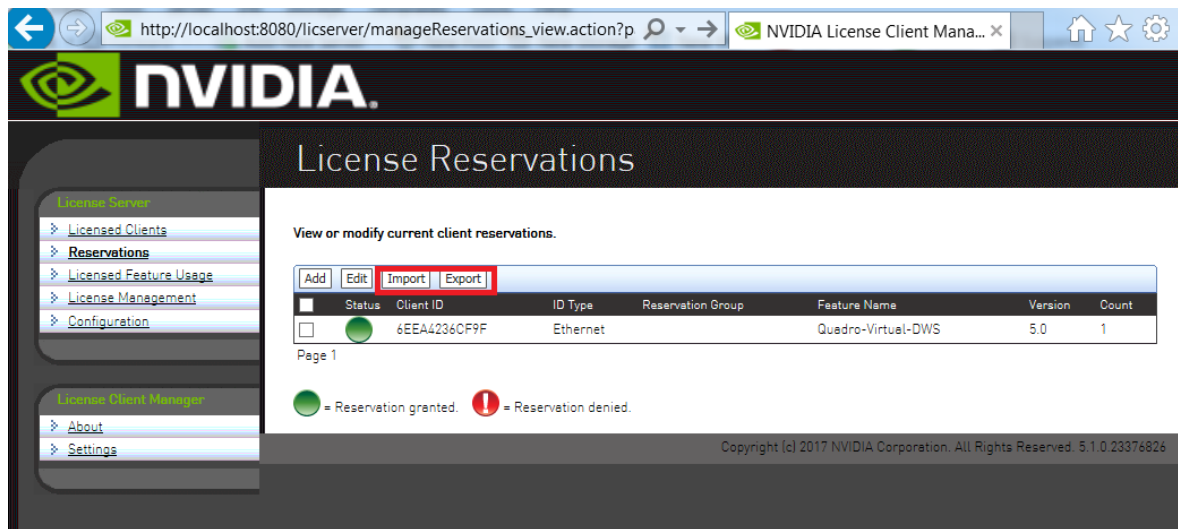 http://localhost:8080/licserver/manageReservations_view.action?p
NVIDIA License Client Mana...
NVIDIA.
License Reservations
License Server
Licensed Clients
Reservations
Licensed Feature Usage
License Management
Configuration
License Client Manager
About
Settings
View or modify current client reservations.
Add Edit Import Export
Status Client ID ID Type Reservation Group Feature Name Version Count
6EEA4236CF9F Ethernet Quadro-Virtual-DWS 5.0 1
Page 1
= Reservation granted. = Reservation denied.
Copyright (c) 2017 NVIDIA Corporation. All Rights Reserved. 5.1.0.23376826